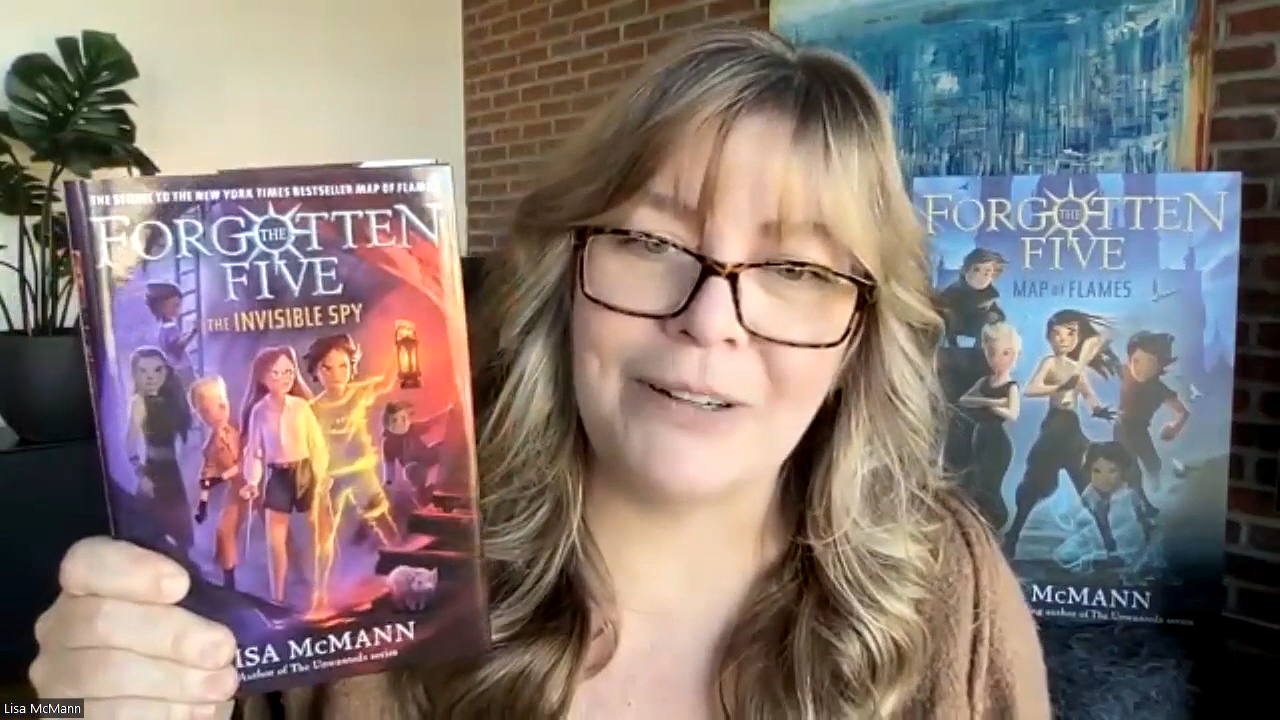 THE SEQUEL TO THE NEW YORK TIMES BESTSELLER MAP OF FLAMES
FORGOTTEN
THE
FIVE
THE INVISIBLE SPY
LISA McMANN
Author of The Unwanteds series
FORGOTTEN
THE
FIVE
MAP OF FLAMES
McMANN
author of The Unwanteds series
Lisa McMann